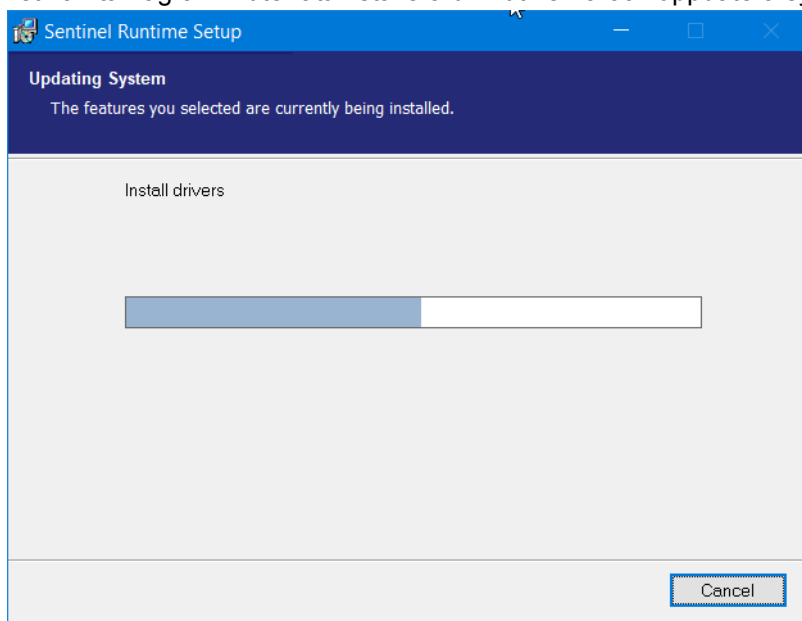 Sentinel Runtime Setup
Updating System
The features you selected are currently being installed.
Install drivers
Cancel